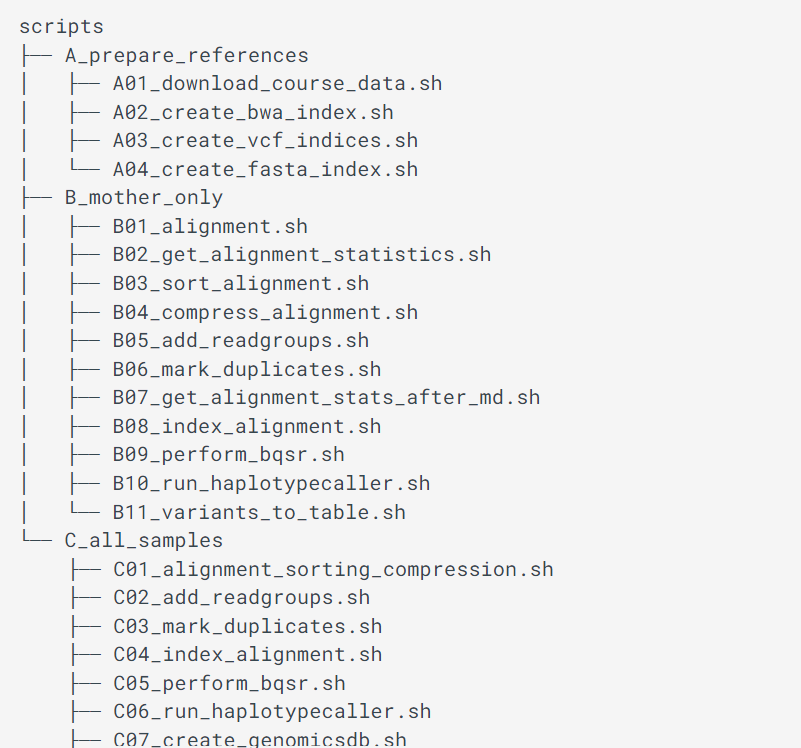 scripts
├── A_prepare_references
│   ├── A01_download_course_data.sh
│   ├── A02_create_bwa_index.sh
│   ├── A03_create_vcf_indices.sh
│   └── A04_create_fasta_index.sh
├── B_mother_only
│   ├── B01_alignment.sh
│   ├── B02_get_alignment_statistics.sh
│   ├── B03_sort_alignment.sh
│   ├── B04_compress_alignment.sh
│   ├── B05_add_readgroups.sh
│   ├── B06_mark_duplicates.sh
│   ├── B07_get_alignment_stats_after_md.sh
│   ├── B08_index_alignment.sh
│   ├── B09_perform_bqsr.sh
│   ├── B10_run_haplotypecaller.sh
│   └── B11_variants_to_table.sh
└── C_all_samples
    ├── C01_alignment_sorting_compression.sh
    ├── C02_add_readgroups.sh
    ├── C03_mark_duplicates.sh
    ├── C04_index_alignment.sh
    ├── C05_perform_bqsr.sh
    ├── C06_run_haplotypecaller.sh
    ├── C07_create_genomicsdb.sh